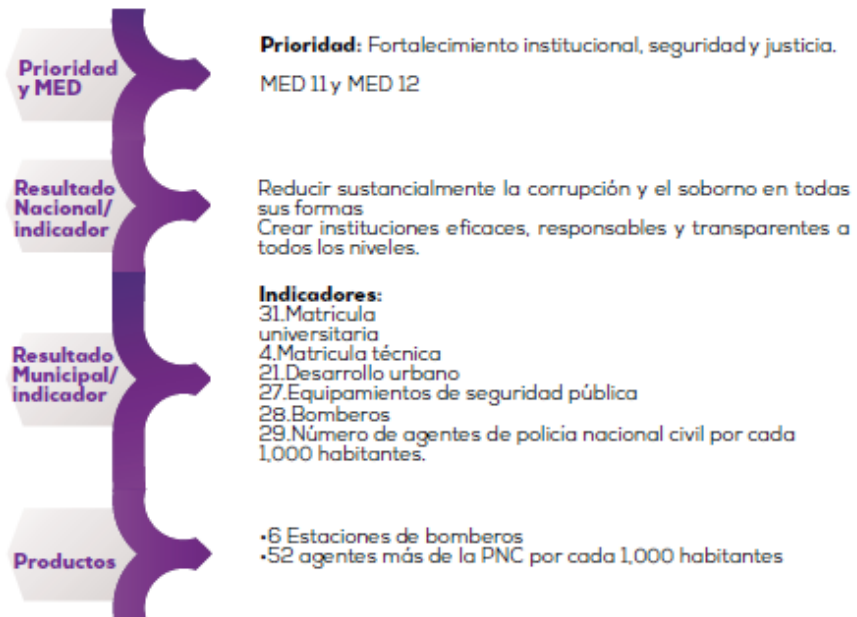 Prioridad
y MED
Prioridad: Fortalecimiento institucional, seguridad y justicia.
MED 11 y MED 12
Resultado
Nacional/
indicador
Reducir sustancialmente la corrupción y el soborno en todas
sus formas
Crear instituciones eficaces, responsables y transparentes a
todos los niveles.
Resultado
Municipal/
indicador
Indicadores:
31.Matricula
universitaria
4.Matricula técnica
21.Desarrollo urbano
27.Equipamientos de seguridad pública
28.Bomberos
29.Número de agentes de policía nacional civil por cada
1,000 habitantes.
Productos
•6 Estaciones de bomberos
•52 agentes más de la PNC por cada 1,000 habitantes